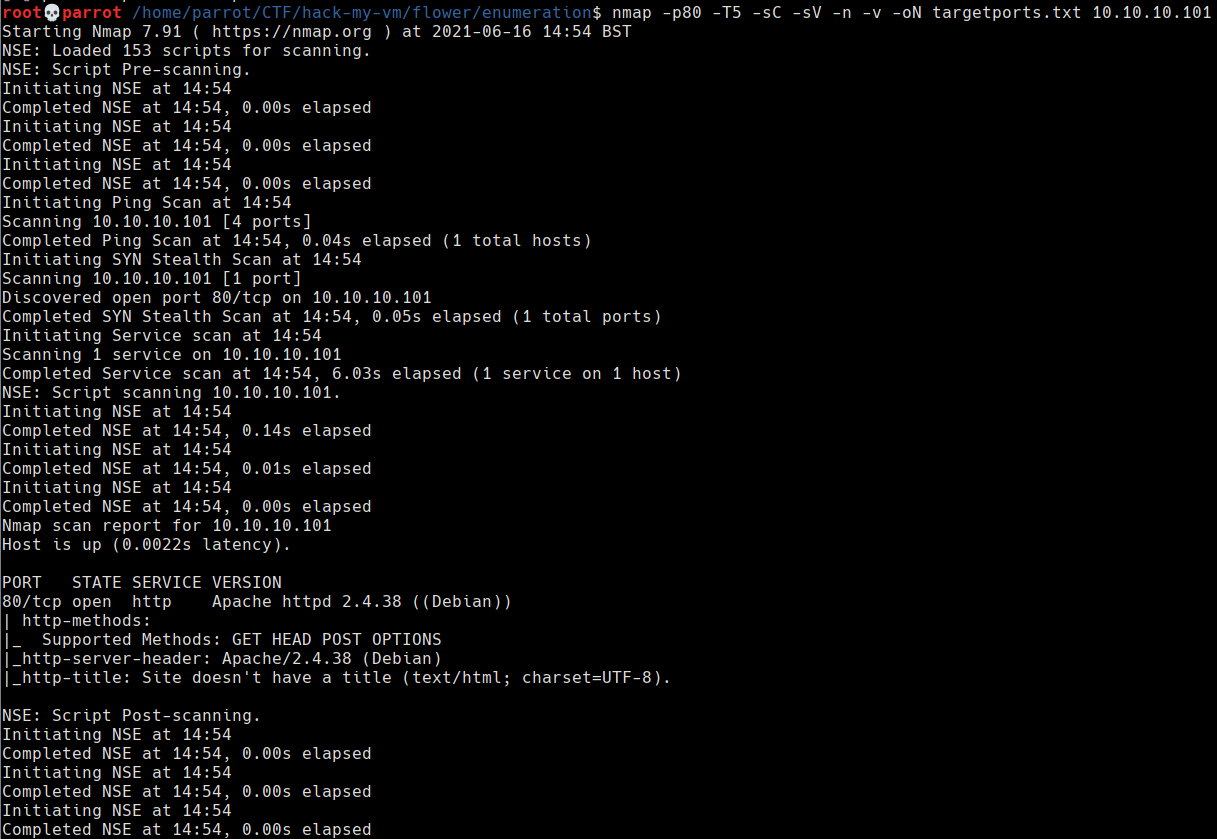 root💀parrot /home/parrot/CTF/hack-my-vm/flower/enumeration$ nmap -p80 -T5 -sC -sV -n -v -oN targetports.txt 10.10.10.101
Starting Nmap 7.91 ( https://nmap.org ) at 2021-06-16 14:54 BST
NSE: Loaded 153 scripts for scanning.
NSE: Script Pre-scanning.
Initiating NSE at 14:54
Completed NSE at 14:54, 0.00s elapsed
Initiating NSE at 14:54
Completed NSE at 14:54, 0.00s elapsed
Initiating NSE at 14:54
Completed NSE at 14:54, 0.00s elapsed
Initiating Ping Scan at 14:54
Scanning 10.10.10.101 [4 ports]
Completed Ping Scan at 14:54, 0.04s elapsed (1 total hosts)
Initiating SYN Stealth Scan at 14:54
Scanning 10.10.10.101 [1 port]
Discovered open port 80/tcp on 10.10.10.101
Completed SYN Stealth Scan at 14:54, 0.05s elapsed (1 total ports)
Initiating Service scan at 14:54
Scanning 1 service on 10.10.10.101
Completed Service scan at 14:54, 6.03s elapsed (1 service on 1 host)
NSE: Script scanning 10.10.10.101.
Initiating NSE at 14:54
Completed NSE at 14:54, 0.14s elapsed
Initiating NSE at 14:54
Completed NSE at 14:54, 0.01s elapsed
Initiating NSE at 14:54
Completed NSE at 14:54, 0.00s elapsed
Nmap scan report for 10.10.10.101
Host is up (0.0022s latency).

PORT   STATE SERVICE VERSION
80/tcp open  http    Apache httpd 2.4.38 ((Debian))
| http-methods:
|_  Supported Methods: GET HEAD POST OPTIONS
|_http-server-header: Apache/2.4.38 (Debian)
|_http-title: Site doesn't have a title (text/html; charset=UTF-8).

NSE: Script Post-scanning.
Initiating NSE at 14:54
Completed NSE at 14:54, 0.00s elapsed
Initiating NSE at 14:54
Completed NSE at 14:54, 0.00s elapsed
Initiating NSE at 14:54
Completed NSE at 14:54, 0.00s elapsed